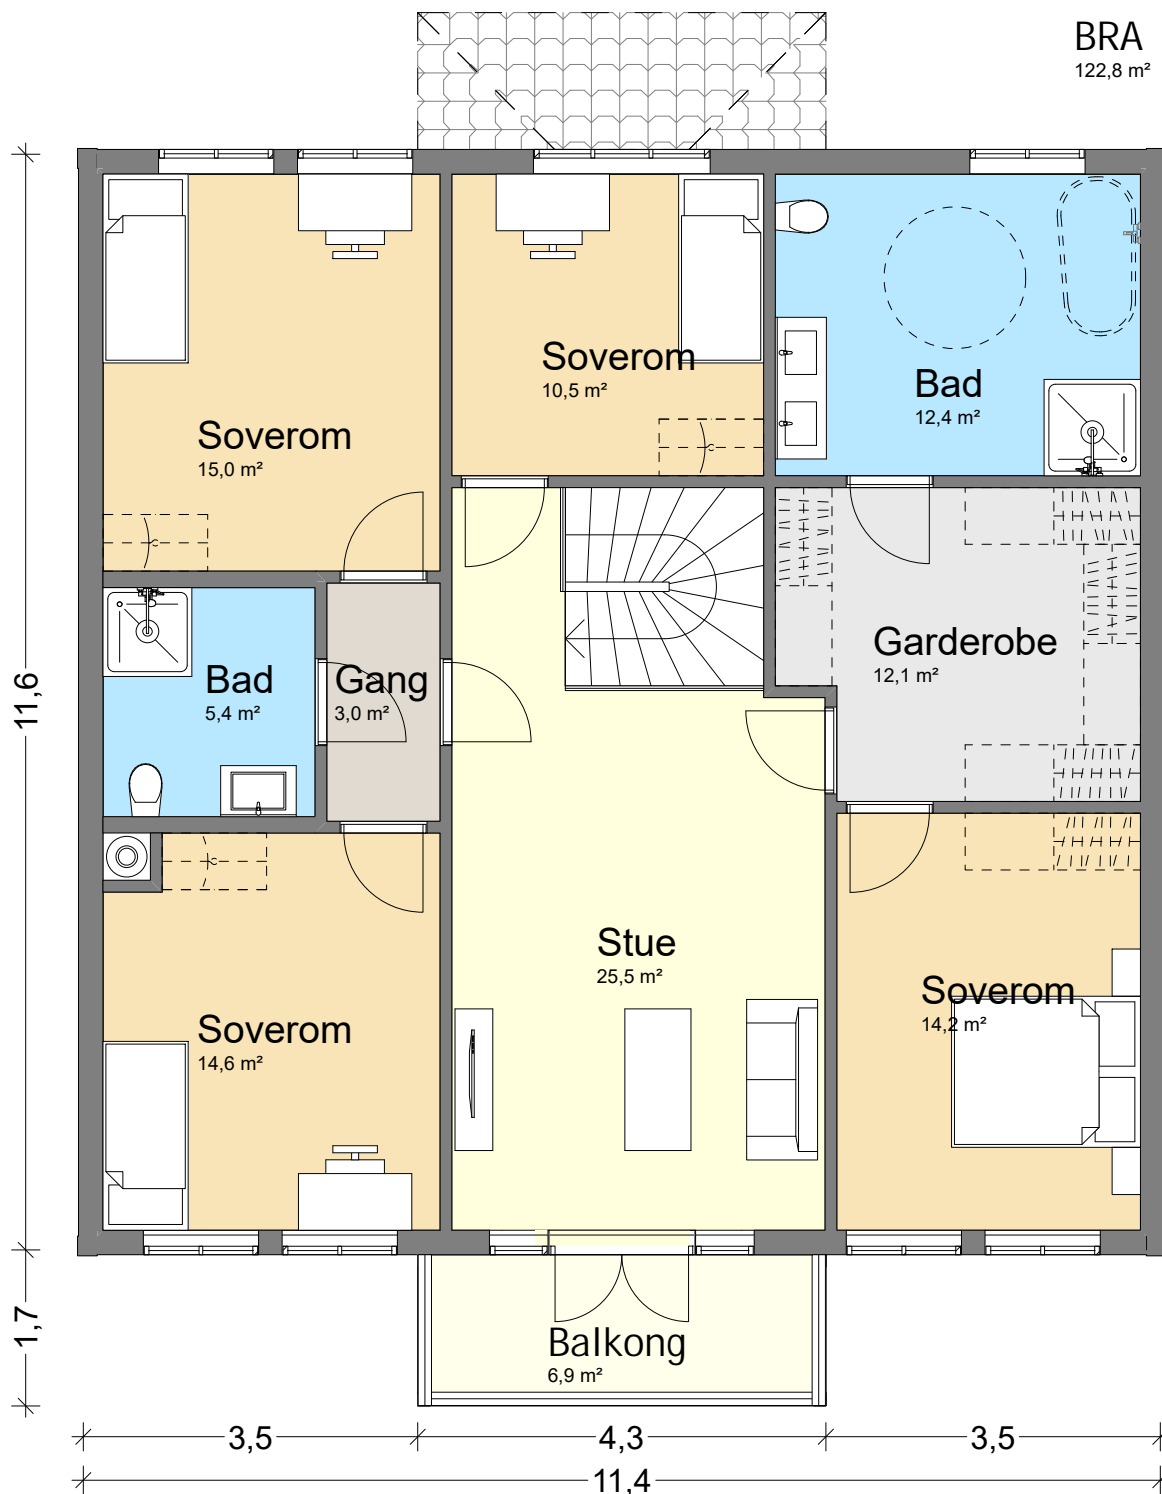 BRA
122,8 m²
Soverom
10,5 m²
Bad
12,4 m²
Soverom
15,0 m²
Garderobe
12,1 m²
Bad
5,4 m²
Gang
3,0 m²
11,6
Stue
25,5 m²
Soverom
14,2 m²
Soverom
14,6 m²
1,7
Balkong
6,9 m²
3,5
4,3
3,5
11,4